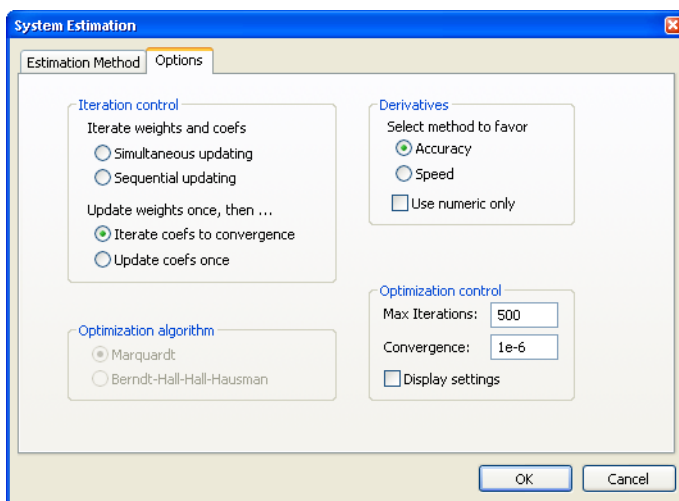 System Estimation
Estimation Method
Options
Iteration control
Iterate weights and coefs
Simultaneous updating
Sequential updating
Update weights once, then ...
Iterate coefs to convergence
Update coefs once
Optimization algorithm
Marquardt
Berndt-Hall-Hall-Hausman
Derivatives
Select method to favor
Accuracy
Speed
Use numeric only
Optimization control
Max Iterations: 500
Convergence: 1e-6
Display settings
OK
Cancel